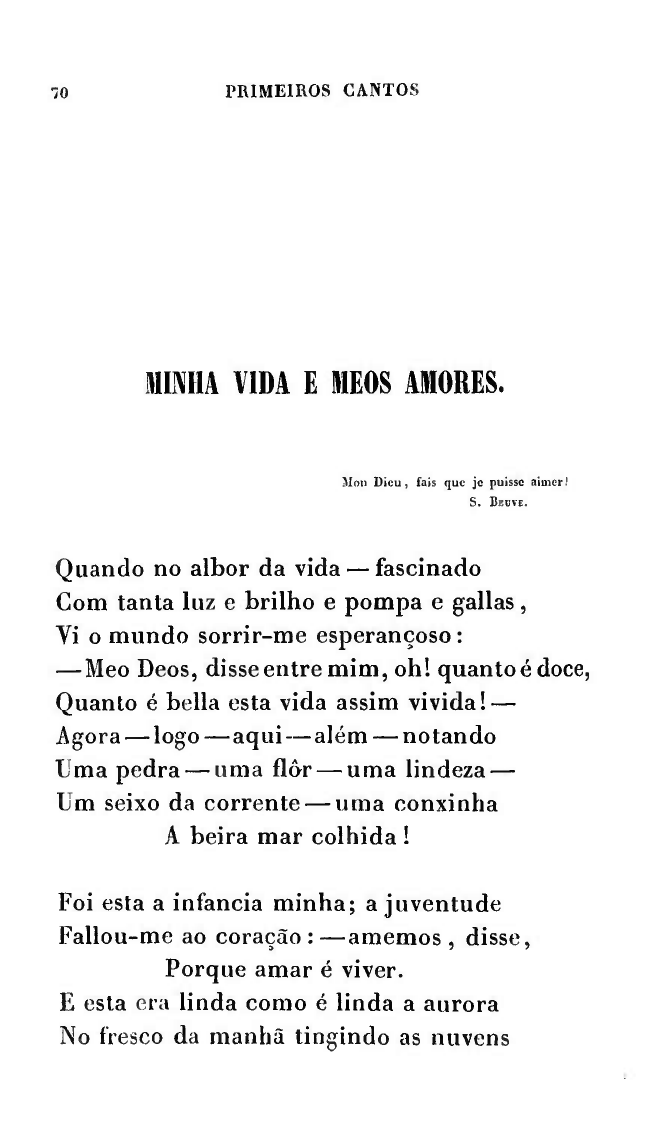 70 PRIMEIROS CANTOS
MINHA VIDA E MEOS AMORES.
Mon Dieu, fais que je puisse aimer!
S. BEUVE.
Quando no albor da vida — fascinado
Com tanta luz e brilho e pompa e gallas,
Vi o mundo sorrir-me esperançoso:
— Meo Deos, disse entre mim, oh! quanto é doce,
Quanto é bella esta vida assim vivida! —
Agora — logo — aqui — além — notando
Uma pedra — uma flôr — uma lindeza —
Um seixo da corrente — uma conxinha
A beira mar colhida!
Foi esta a infancia minha; a juventude
Fallou-me ao coração: — amemos, disse,
Porque amar é viver.
E esta era linda como é linda a aurora
No fresco da manhã tingindo as nuvens